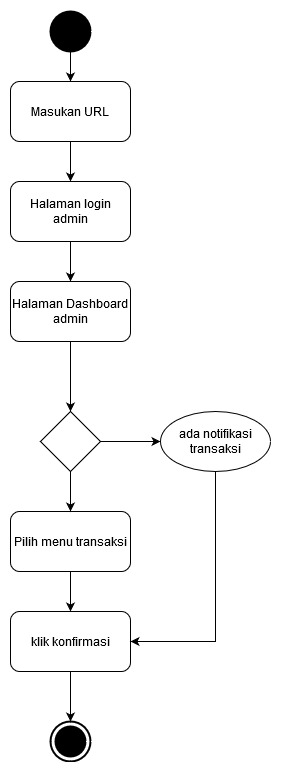 Masukan URL
Halaman login
admin
Halaman Dashboard
admin
ada notifikasi
transaksi
Pilih menu transaksi
klik konfirmasi